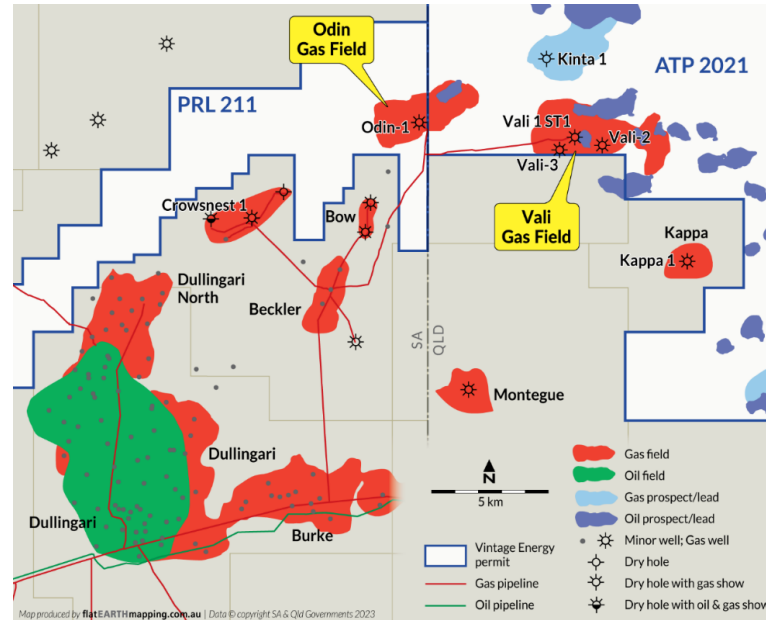 Odin
Gas Field
Kinta 1
ATP 2021
PRL 211
Odin-1
Vali 1 ST1
Vali-2
Vali-3
Crowsnest 1
Bow
Vali
Gas Field
Kappa
Kappa 1
Dullingari
North
Beckler
SA
QLD
Montegue
Dullingari
Dullingari
Burke
N
5 km
Gas field
Oil field
Gas prospect/lead
Oil prospect/lead
Minor well; Gas well
Dry hole
Dry hole with gas show
Dry hole with oil & gas show
Vintage Energy
permit
Gas pipeline
Oil pipeline
Map produced by flatEARTHmapping.com.au | Data © copyright SA & Qld Governments 2023